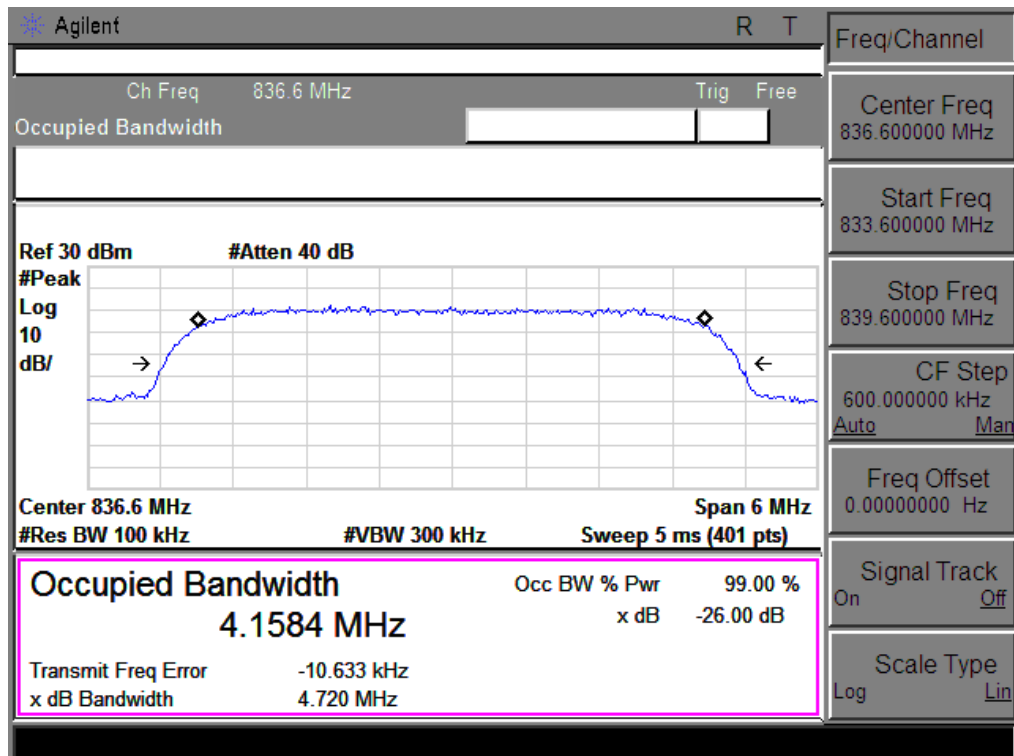 Agilent R T
Freq/Channel
Ch Freq 836.6 MHz Trig Free
Occupied Bandwidth
Center Freq
836.600000 MHz
Start Freq
833.600000 MHz
Stop Freq
839.600000 MHz
CF Step
600.000000 kHz
Auto Man
Freq Offset
0.00000000 Hz
Signal Track
On Off
Scale Type
Log Lin
Ref 30 dBm #Atten 40 dB
#Peak
Log
10
dB/
Center 836.6 MHz Span 6 MHz
#Res BW 100 kHz #VBW 300 kHz Sweep 5 ms (401 pts)
Occupied Bandwidth Occ BW % Pwr 99.00 %
4.1584 MHz x dB -26.00 dB
Transmit Freq Error -10.633 kHz
x dB Bandwidth 4.720 MHz